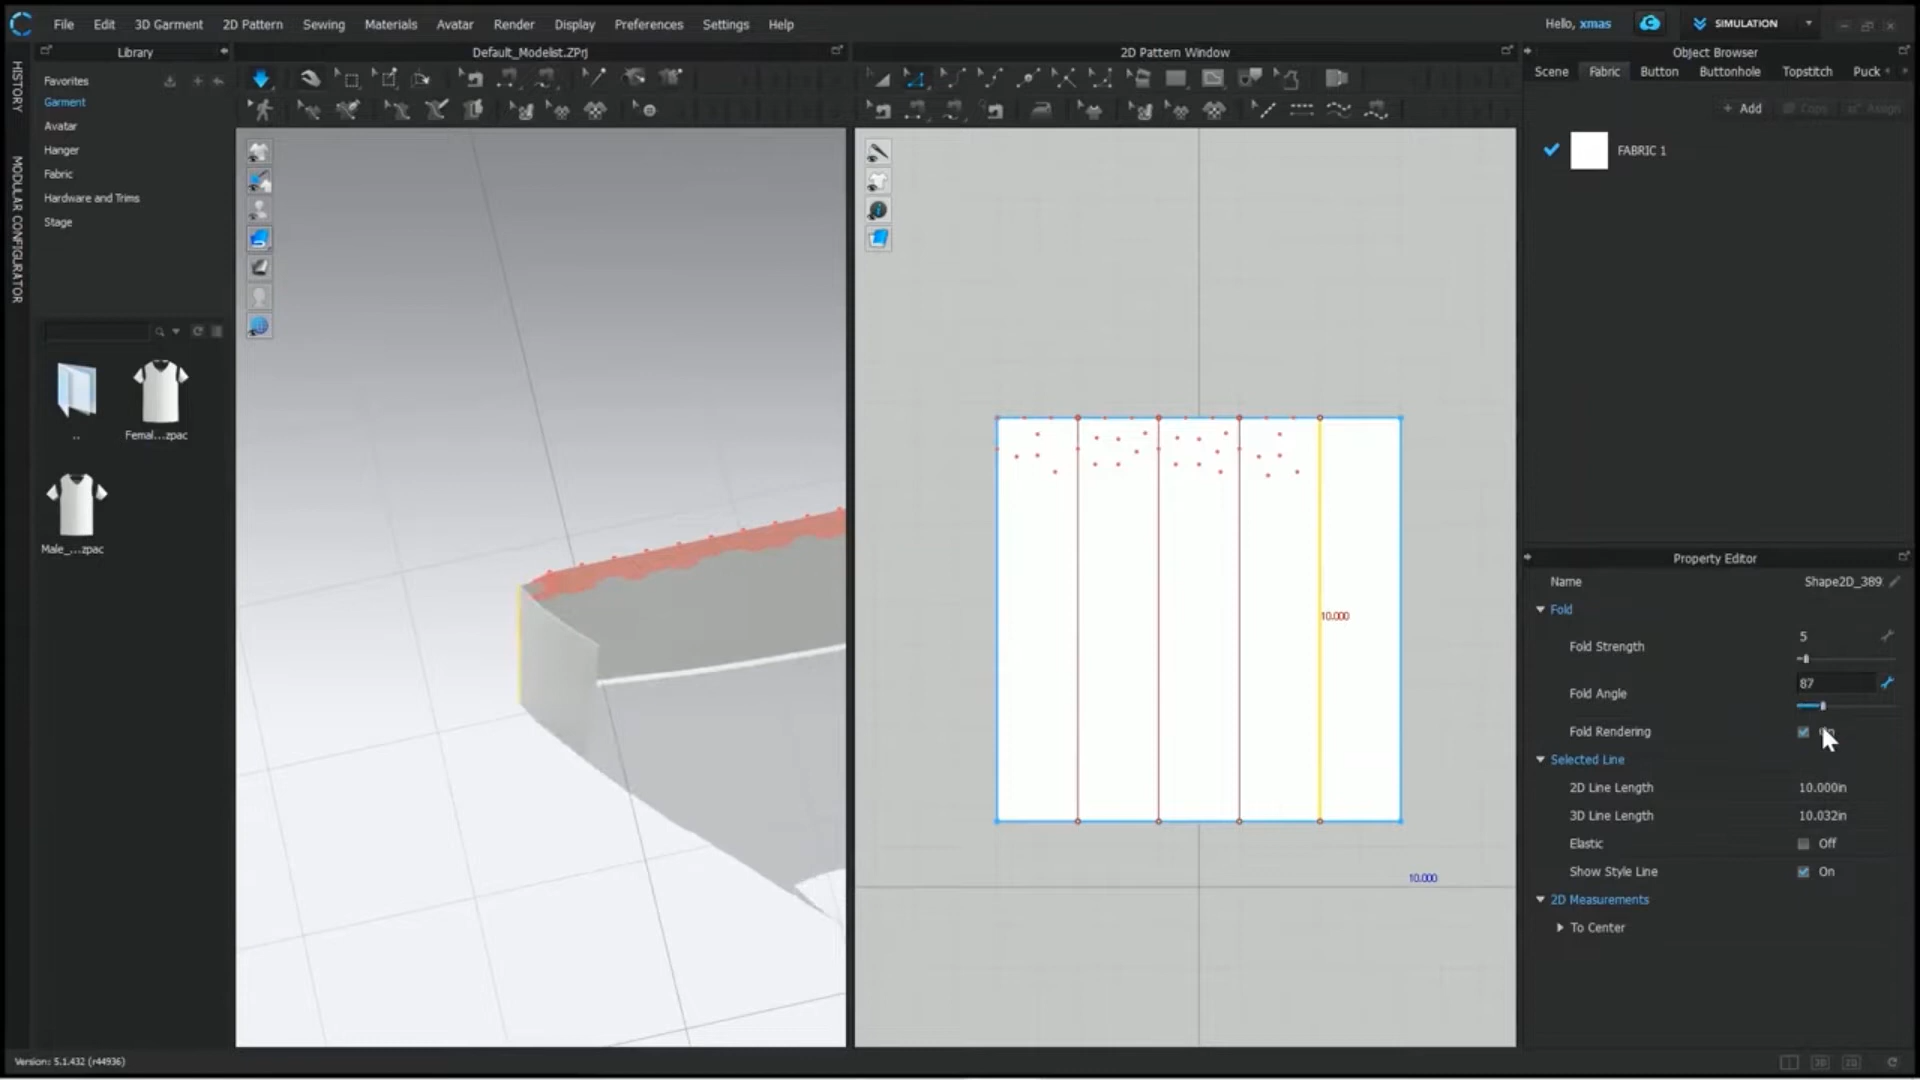 File Edit 3D Garment 2D Pattern Sewing Materials Avatar Render Display Preferences Settings Help
Hello, xmas
SIMULATION
Library
Default_Modelist.ZPrj
2D Pattern Window
Object Browser
HISTORY
MODULAR CONFIGURATOR
Favorites
Garment
Avatar
Hanger
Fabric
Hardware and Trims
Stage
..
Femal...zpac
Male_...zpac
Scene Fabric Button Buttonhole Topstitch Puck
+ Add Copy Assign
FABRIC 1
10.000
10.000
Property Editor
Name Shape2D_389
Fold
Fold Strength 5
Fold Angle 87
Fold Rendering
Selected Line
2D Line Length 10.000in
3D Line Length 10.032in
Elastic Off
Show Style Line On
2D Measurements
To Center
Version: 5.1.432 (r44936)